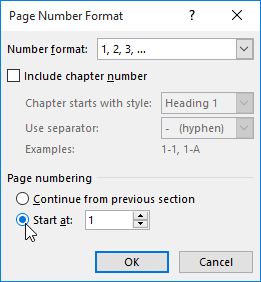 Page Number Format
Number format: 1, 2, 3, ...
Include chapter number
Chapter starts with style: Heading 1
Use separator: - (hyphen)
Examples: 1-1, 1-A
Page numbering
Continue from previous section
Start at: 1
OK Cancel